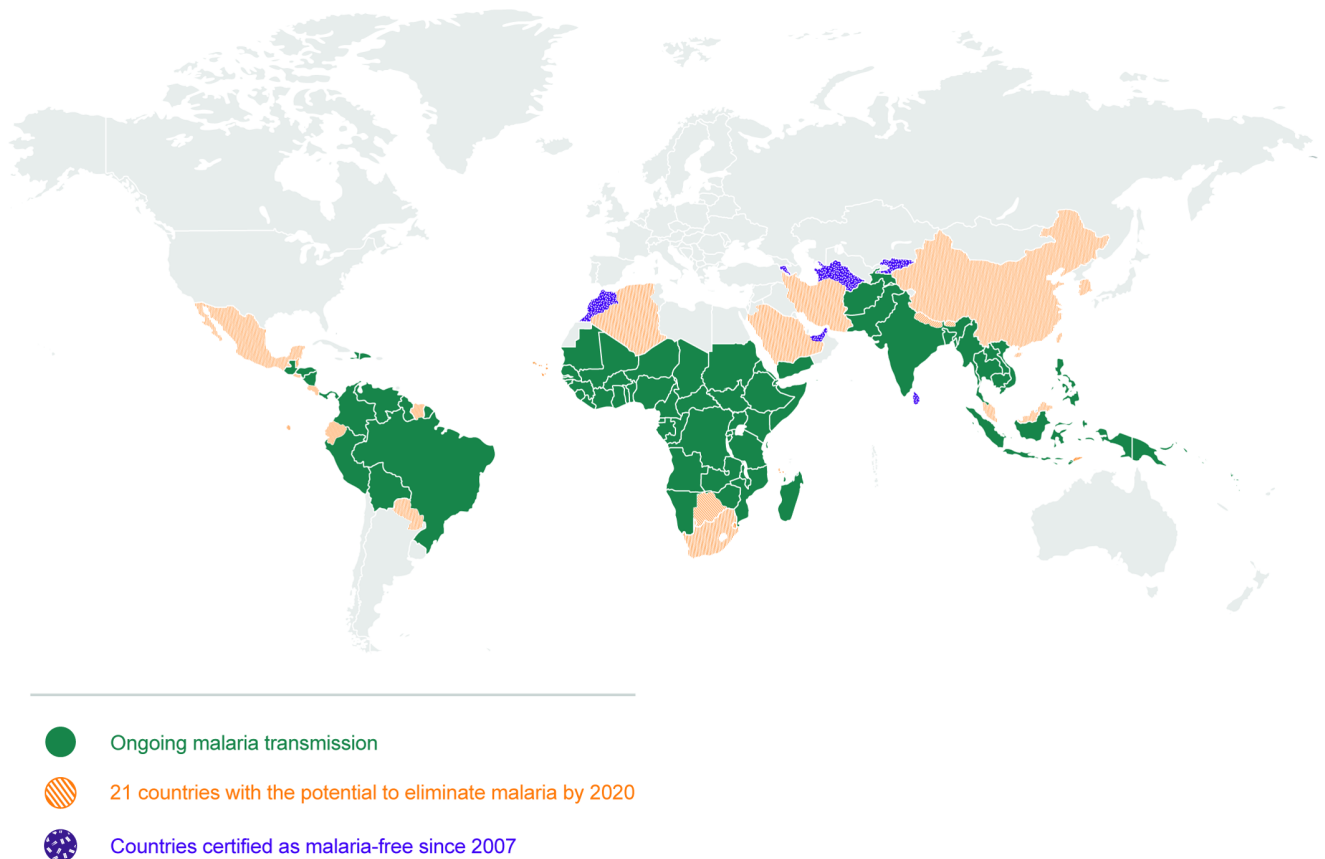 Ongoing malaria transmission
21 countries with the potential to eliminate malaria by 2020
Countries certified as malaria-free since 2007